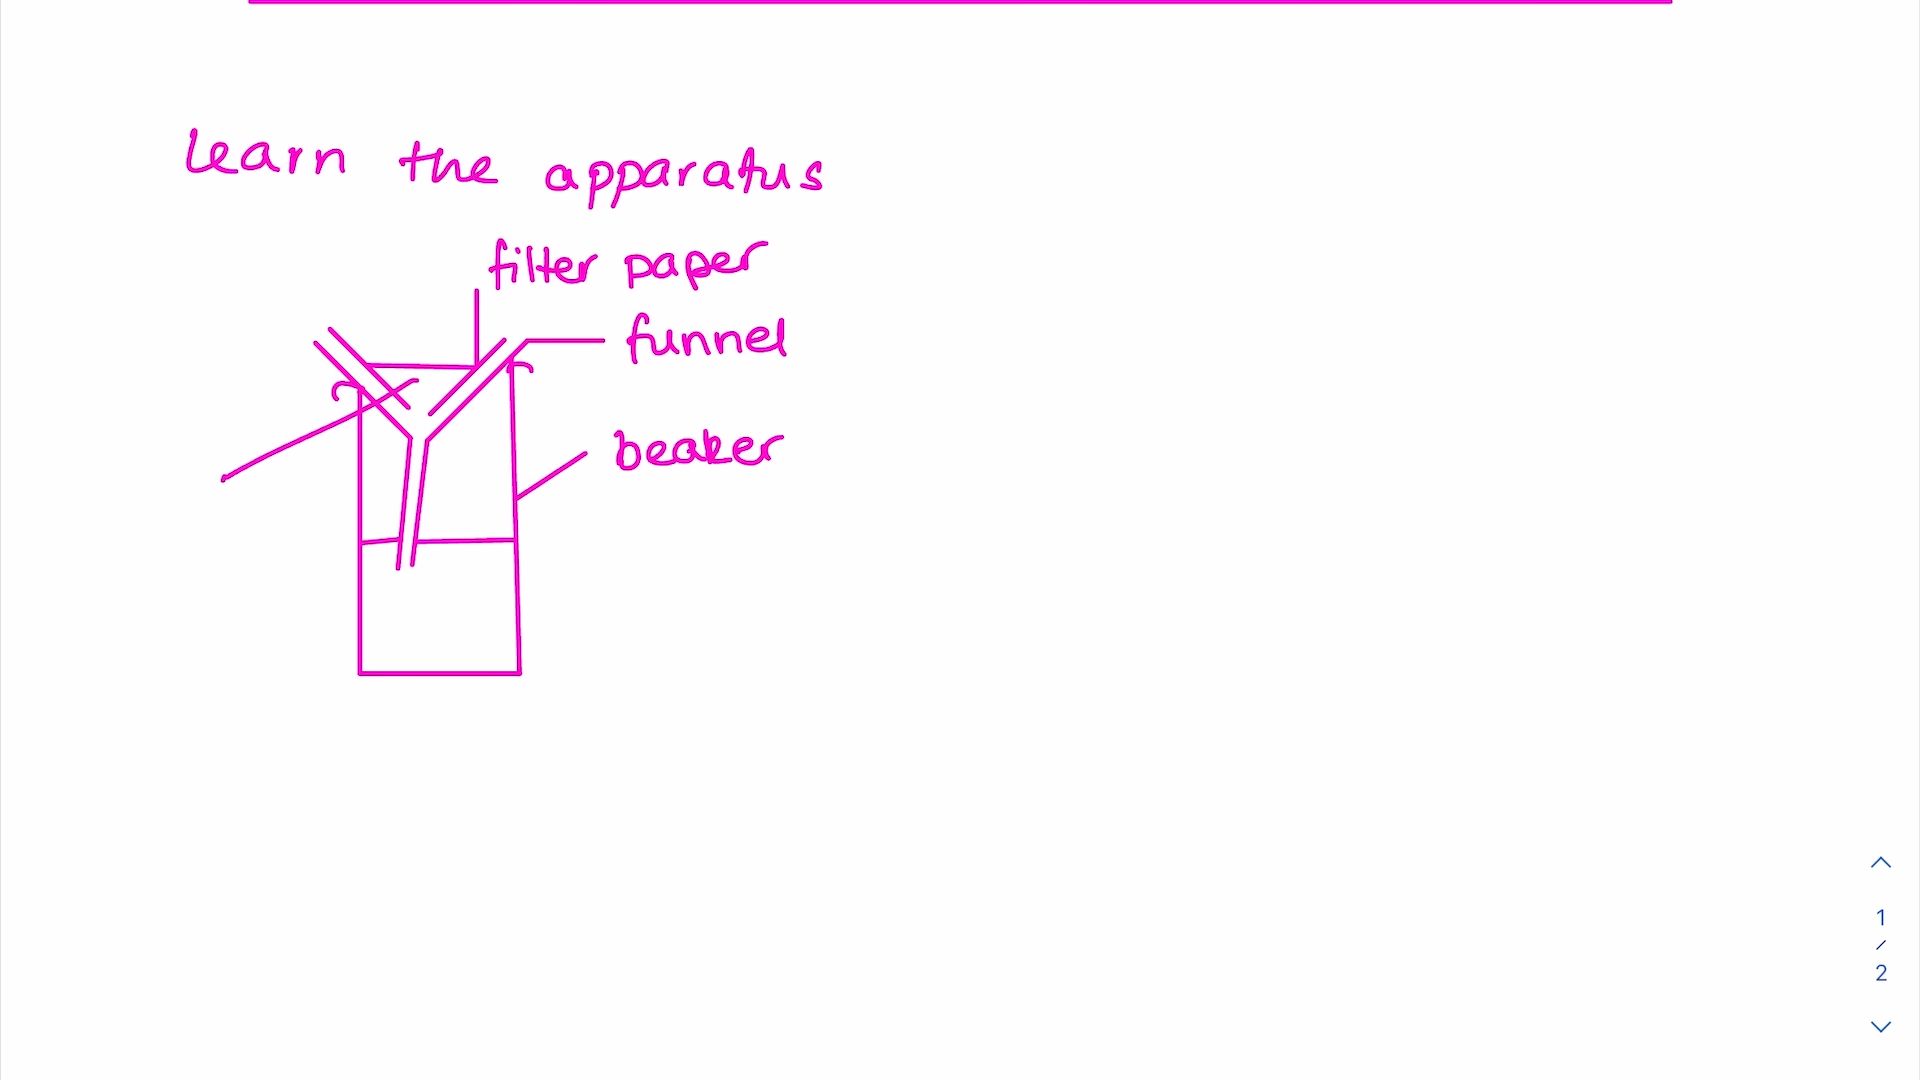 learn the apparatus
filter paper
funnel
beaker
1
/
2